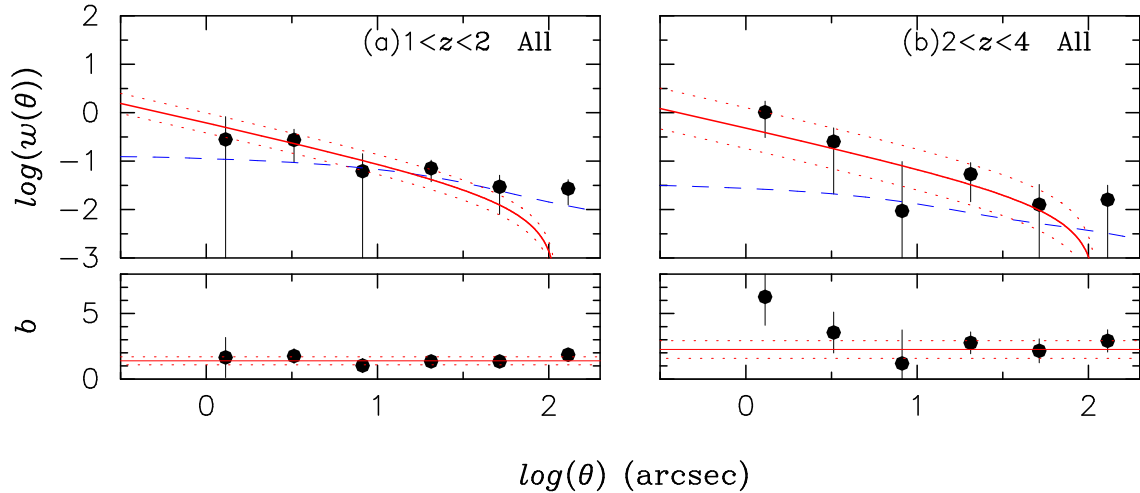 (a) 1<z<2 All
(b) 2<z<4 All
log(w(θ))
2
1
0
−1
−2
−3
b
5
0
0 1 2
0 1 2
log(θ) (arcsec)